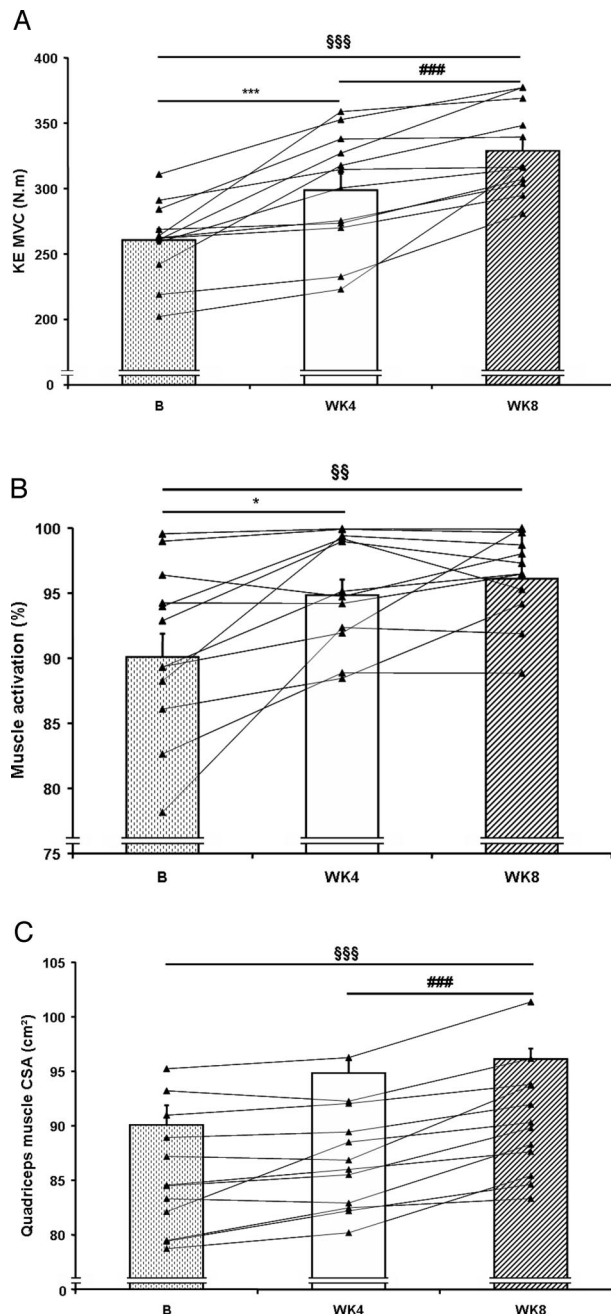 A
§§§
###
***
400
350
300
250
200
0
KE MVC (N.m)
B WK4 WK8
B
§§
*
100
95
90
85
80
75
Muscle activation (%)
B WK4 WK8
C
§§§
###
105
100
95
90
85
80
0
Quadriceps muscle CSA (cm²)
B WK4 WK8